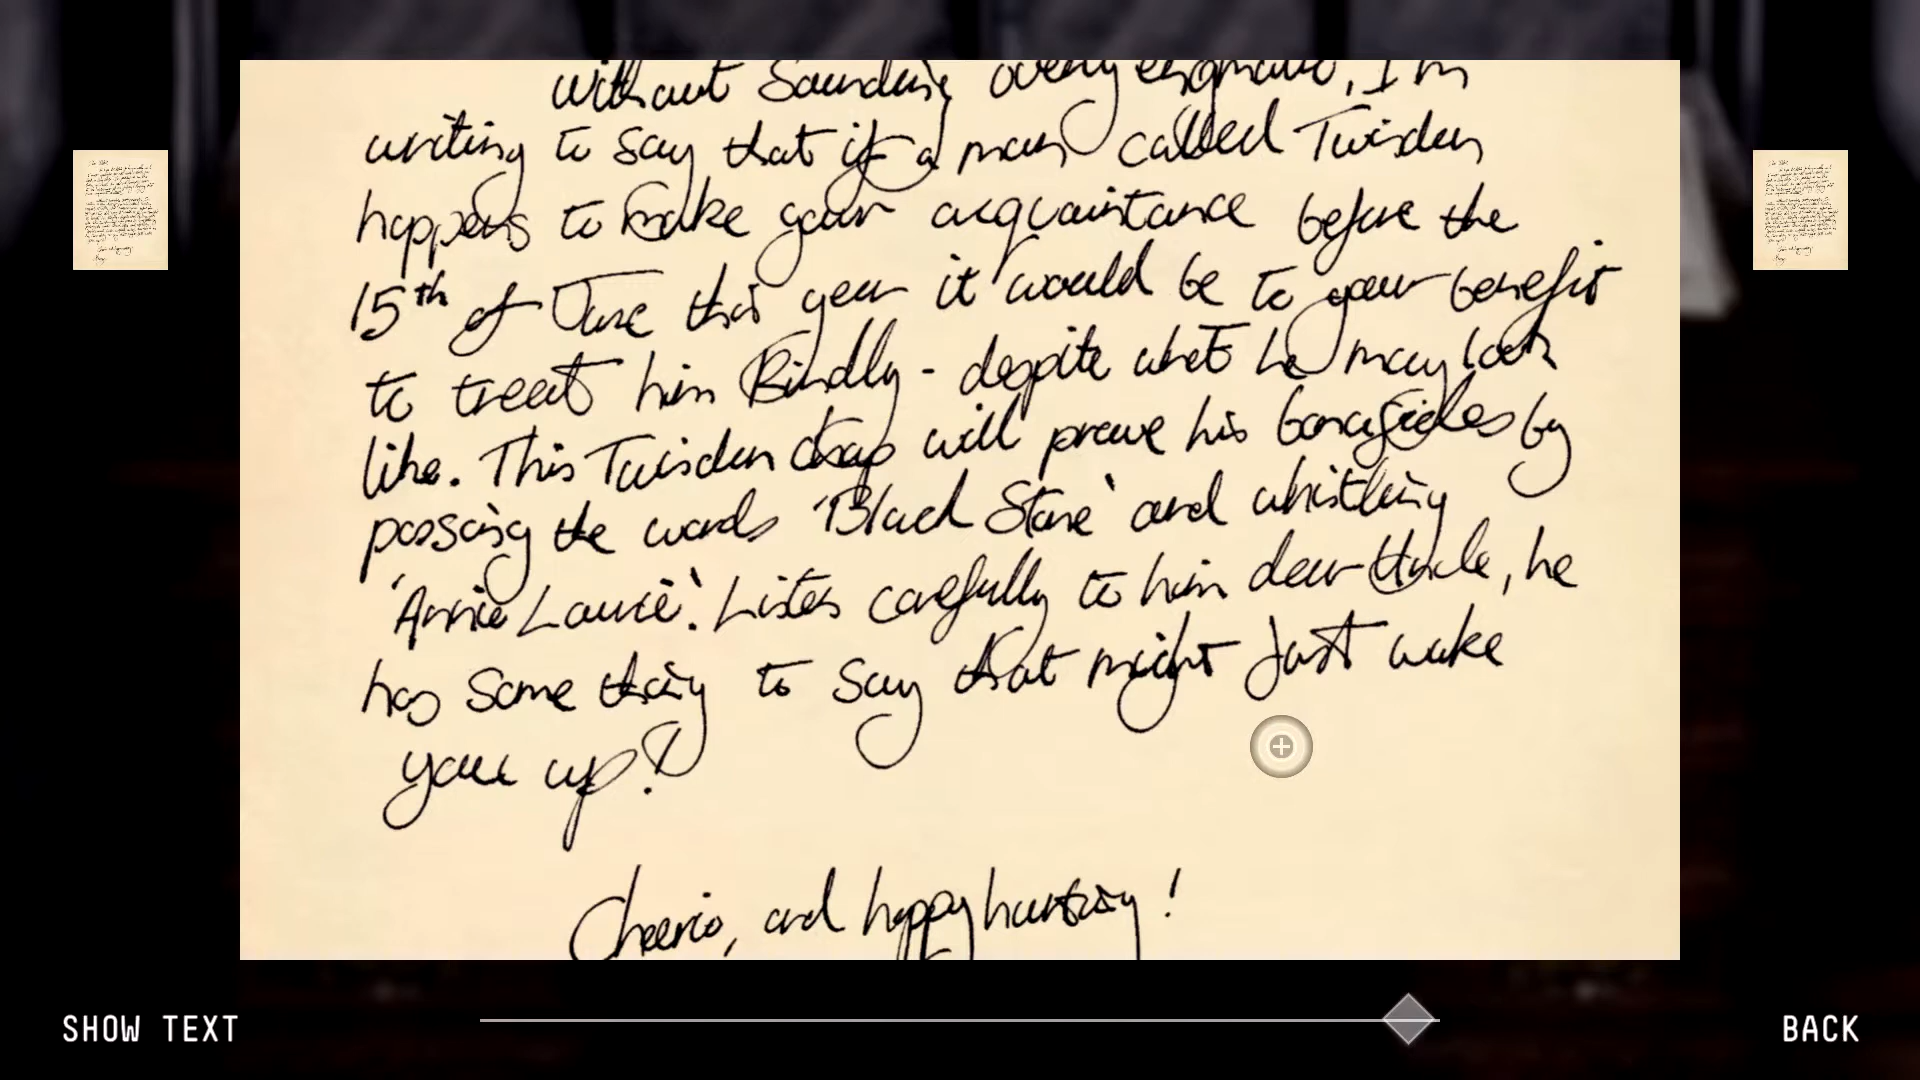 without Sounding overly enigmatic, I'm
writing to say that if a man called Twisden
happens to make your acquaintance before the
15th of June this year it would be to your benefit
to treat him Kindly - despite what he may look
like. This Twisden chap will prove his bonafides by
passing the words 'Black Stone' and whistling
'Annie Laurie'. Listen carefully to him dear Uncle, he
has some thing to say that might just wake
you up!
Cheerio, and happy hunting!
SHOW TEXT
BACK